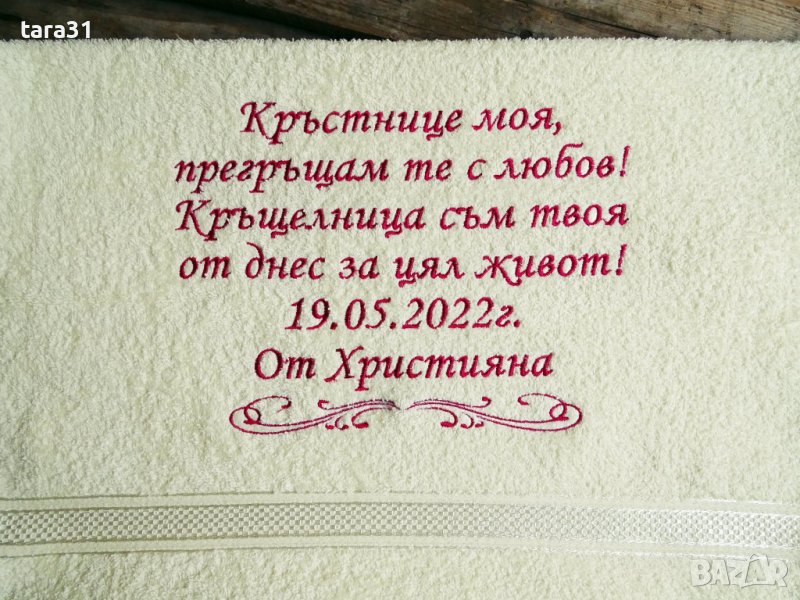 tara31
Кръстнице моя,
прегръщам те с любов!
Кръщелница съм твоя
от днес за цял живот!
19.05.2022г.
От Християна
BAZAR